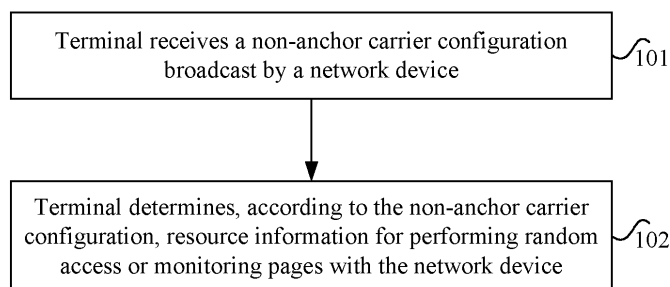 Terminal receives a non-anchor carrier configuration
broadcast by a network device
101
Terminal determines, according to the non-anchor carrier
configuration, resource information for performing random
access or monitoring pages with the network device
102